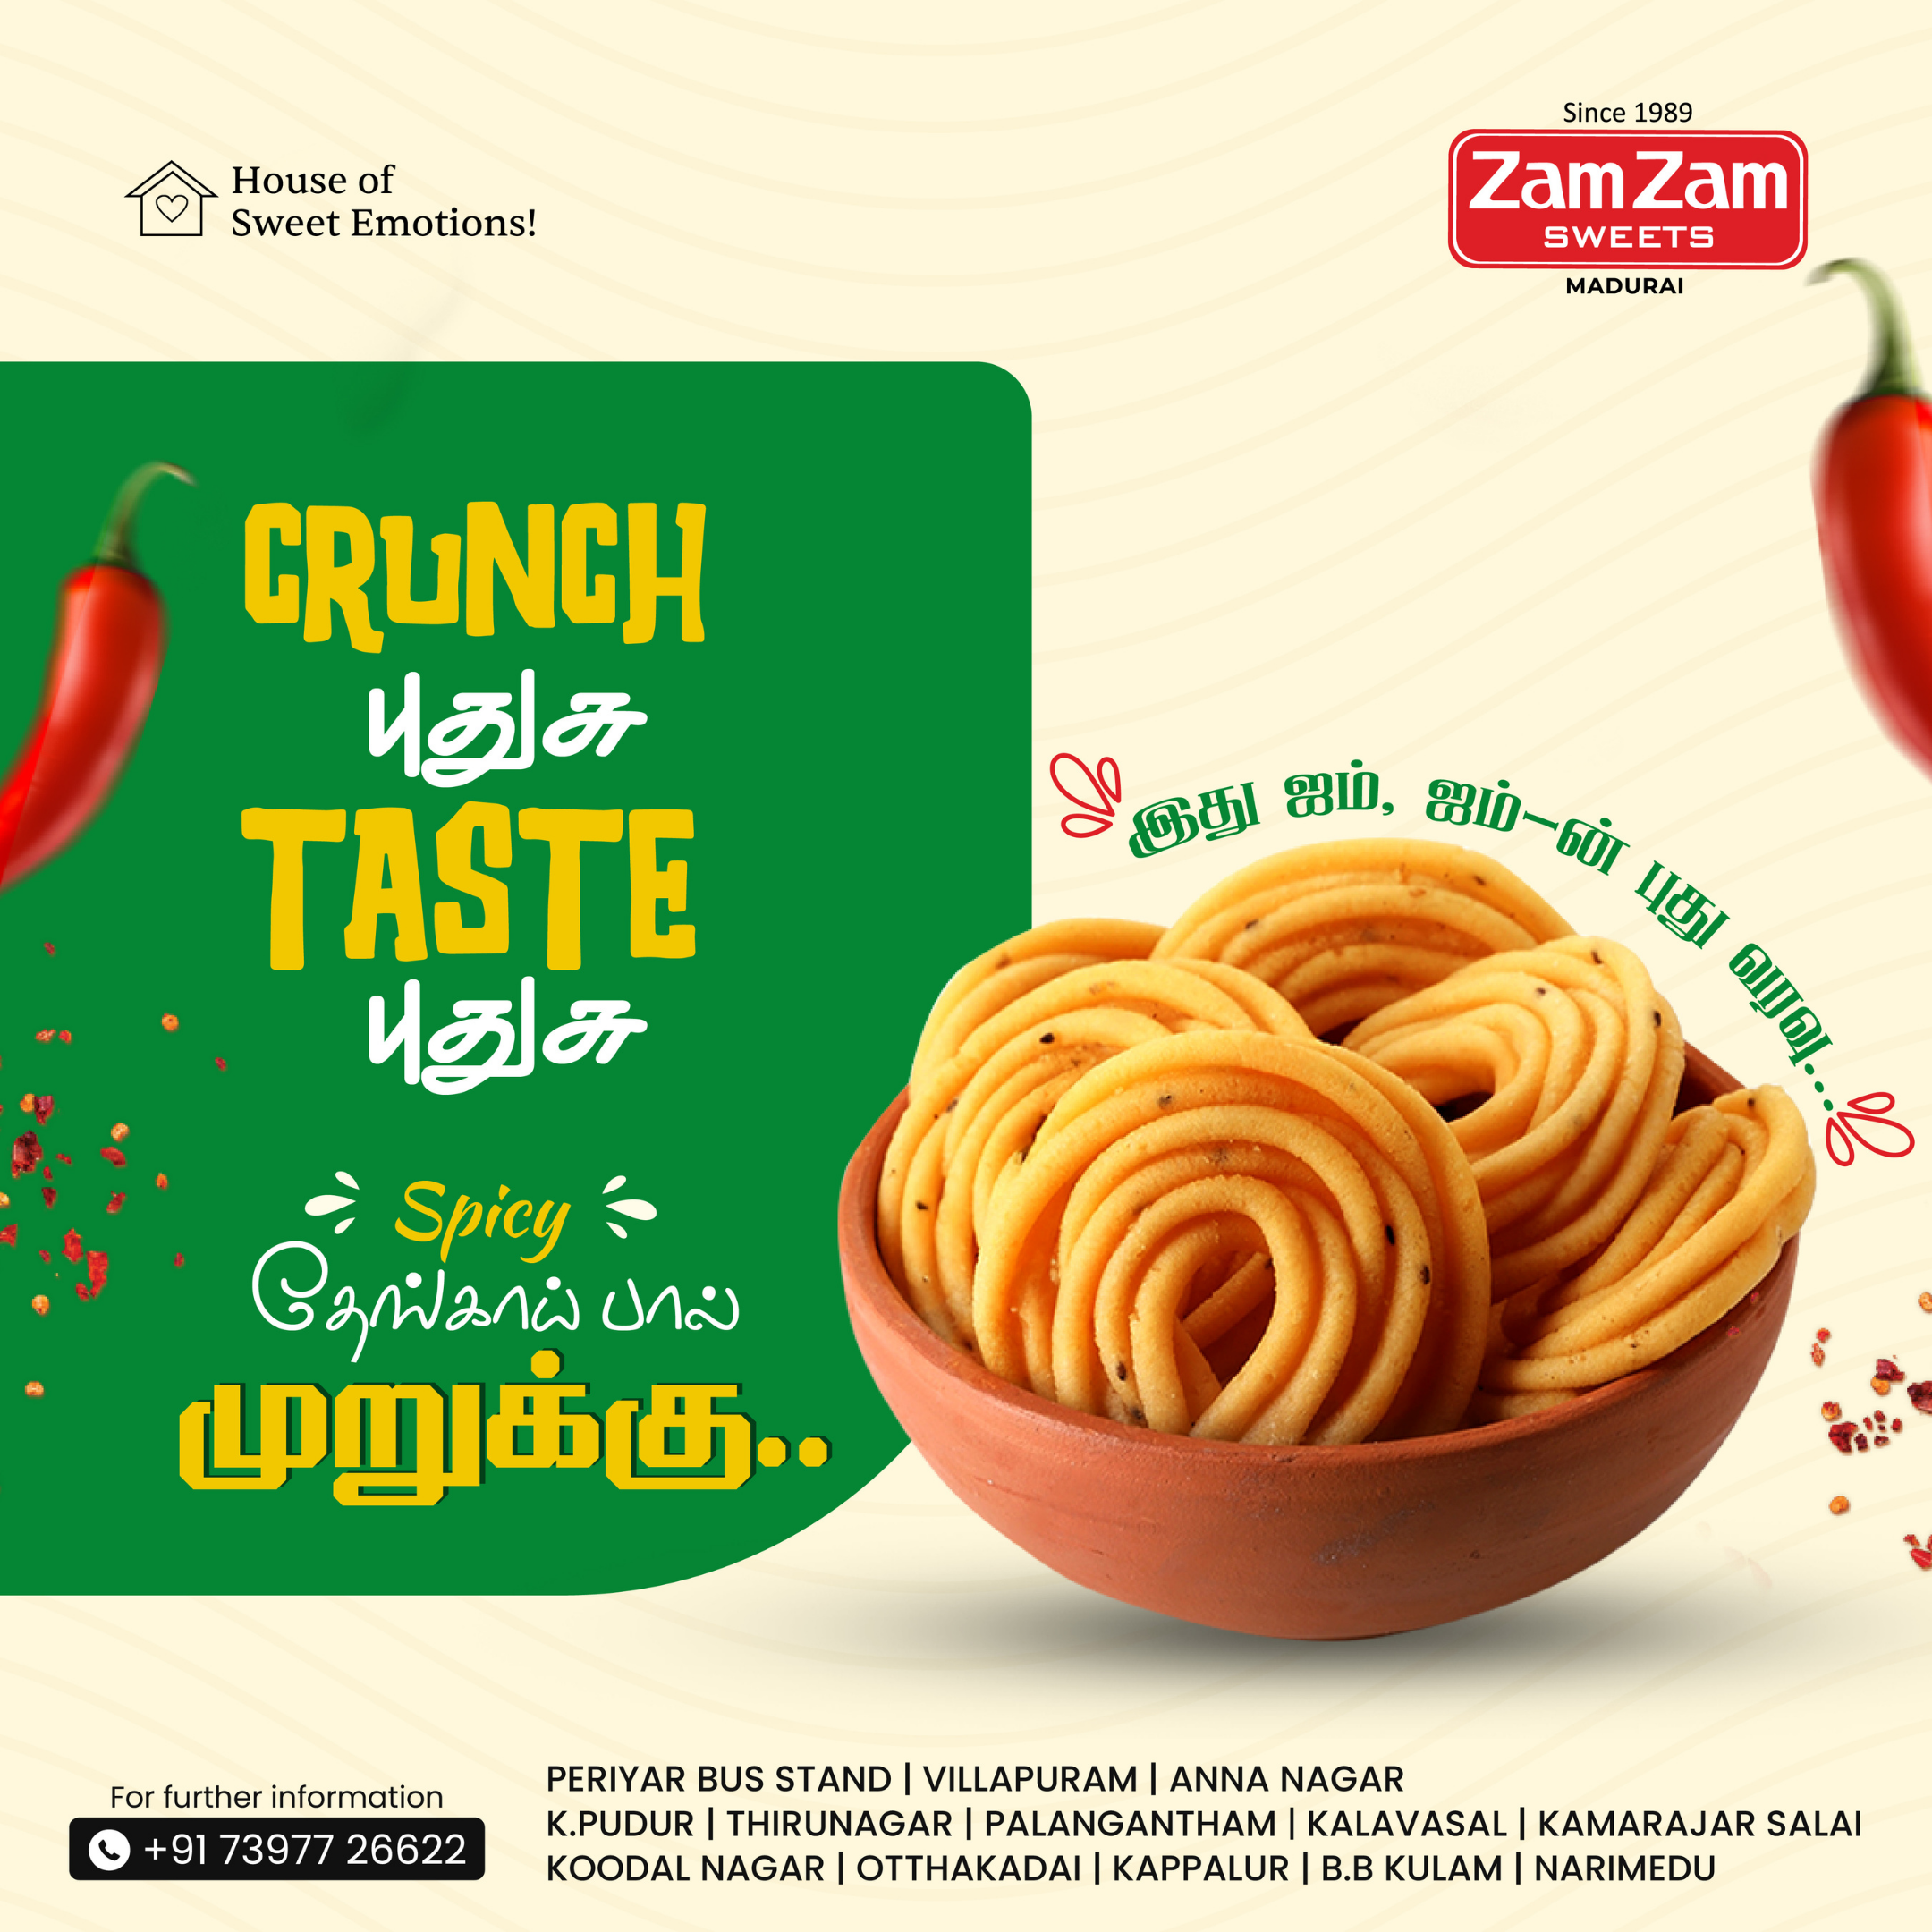 House of
Sweet Emotions!
Since 1989
ZamZam
SWEETS
MADURAI
CRUNCH
புதுசு
TASTE
புதுசு
Spicy
தேங்காய் பால்
முறுக்கு..
இது ஜம், ஜம்-ன் புது வரவு...
For further information
+91 73977 26622
PERIYAR BUS STAND | VILLAPURAM | ANNA NAGAR
K.PUDUR | THIRUNAGAR | PALANGANTHAM | KALAVASAL | KAMARAJAR SALAI
KOODAL NAGAR | OTTHAKADAI | KAPPALUR | B.B KULAM | NARIMEDU